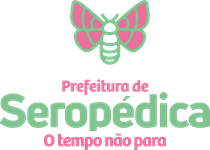 Prefeitura de
Seropédica
O tempo não para